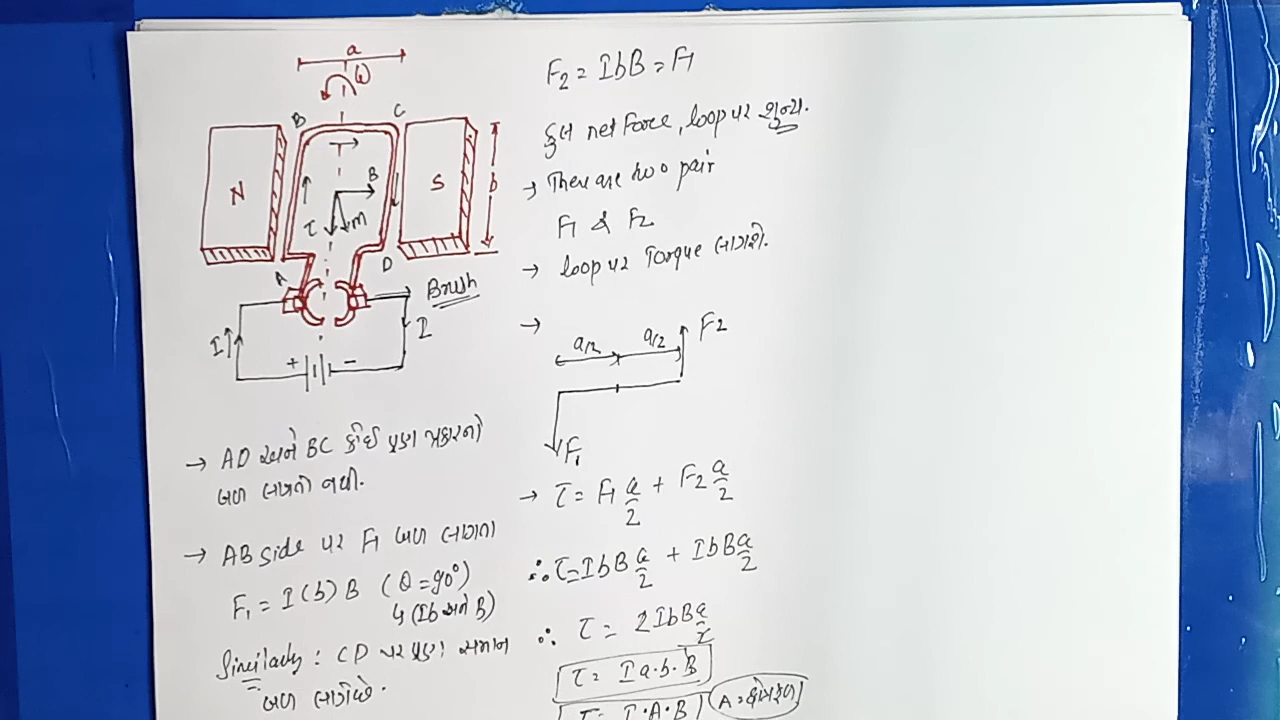 a
ω
B
C
N
S
B
b
τ
m
A
D
Brush
I
I
+
−
→ AD અને BC કોઈ પણ પ્રકારનો
બળ લાગતો નથી.
→ AB side પર F1 બળ લાગતા
F1 = I(b)B (θ = 90°)
(Ib અને B)
Similarly : CD પર પણ સમાન
બળ લાગે છે.
F2 = IbB = F1
કુલ net Force, loop પર શૂન્ય.
→ There are two pair
F1 & F2
→ loop પર Torque લાગશે.
→
a/2
a/2
F2
F1
→ τ = F1 a/2 + F2 a/2
∴ τ = IbB a/2 + IbB a/2
∴ τ = 2IbB a/2
τ = I a·b·B
τ = I·A·B (A = ક્ષેત્રફળ)